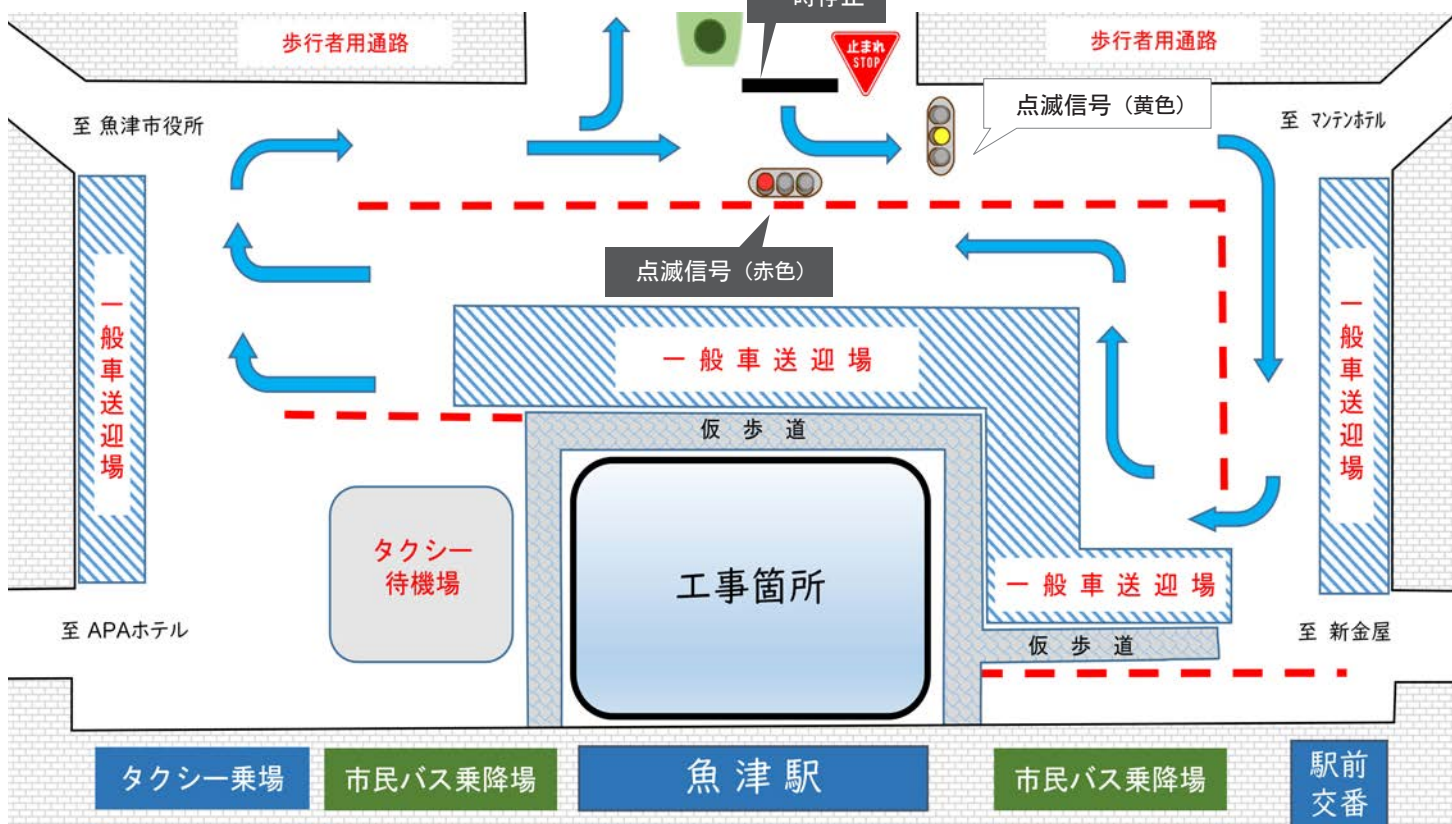 時停止
歩行者用通路
止まれ
STOP
歩行者用通路
点滅信号（黄色）
至 魚津市役所
至 マンテンホテル
点滅信号（赤色）
一般車送迎場
一般車送迎場
一般車送迎場
仮歩道
タクシー
待機場
工事箇所
一般車送迎場
至 APAホテル
至 新金屋
仮歩道
タクシー乗場
市民バス乗降場
魚津駅
市民バス乗降場
駅前
交番